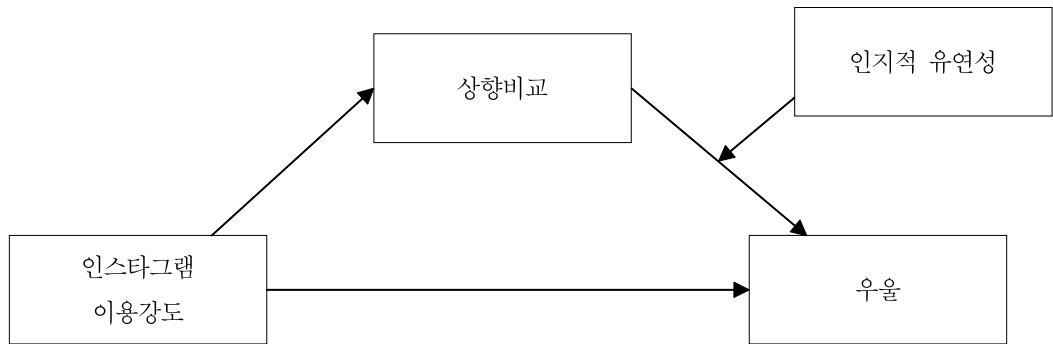 인지적 유연성
상향비교
인스타그램
이용강도
우울